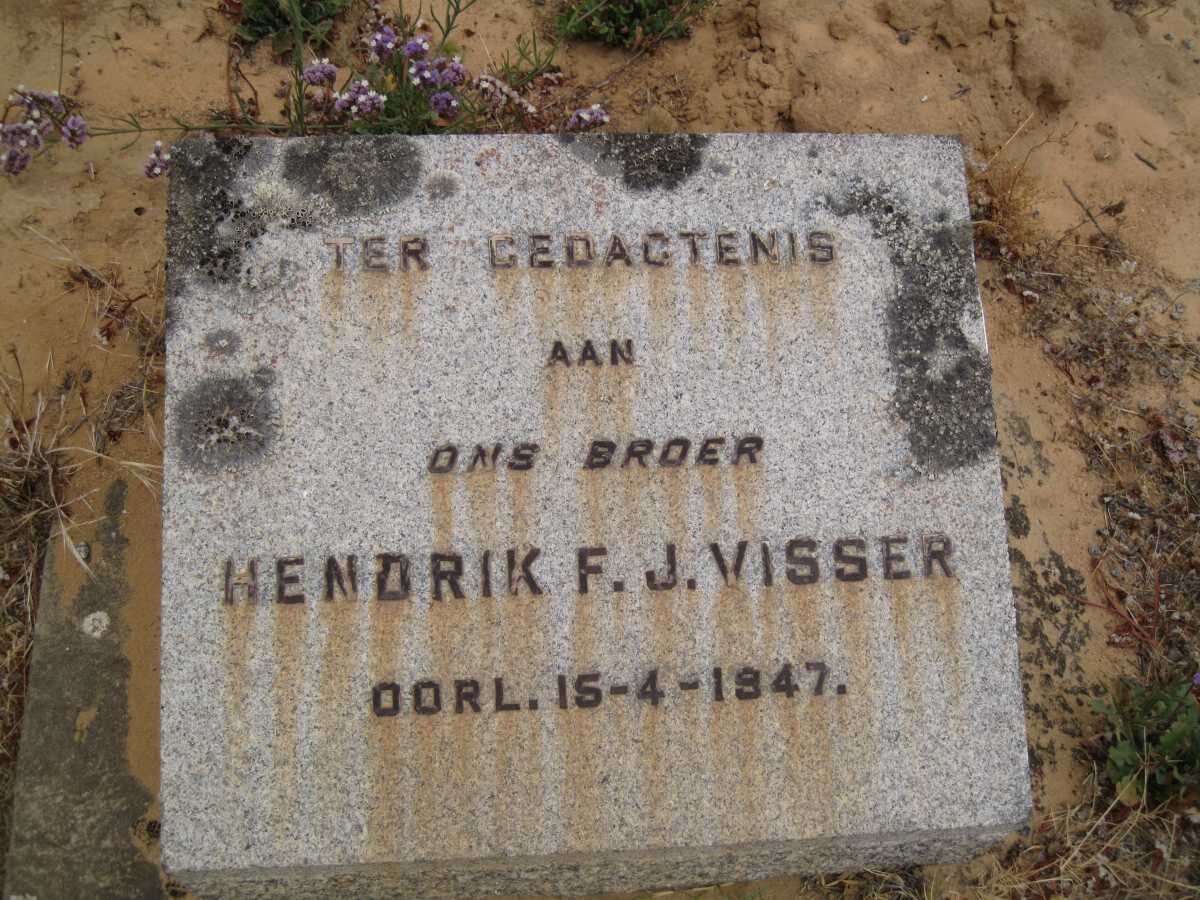 TER GEDACTENIS
AAN
ONS BROER
HENDRIK F. J. VISSER
OORL. 15-4-1947.